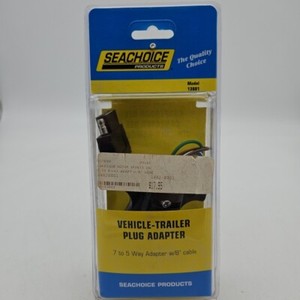 SEACHOICE
PRODUCTS
The Quality
Choice
Model
13881
VEHICLE-TRAILER
PLUG ADAPTER
7 to 5 Way Adapter w/8" cable
SEACHOICE PRODUCTS